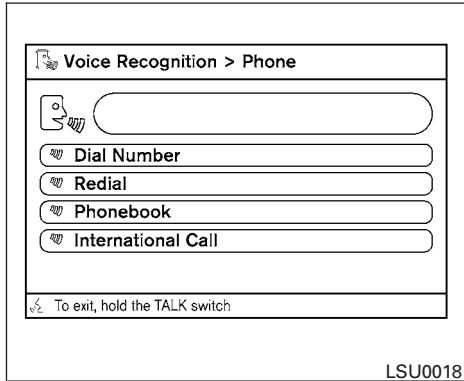 Voice Recognition > Phone
Dial Number
Redial
Phonebook
International Call
To exit, hold the TALK switch
LSU0018